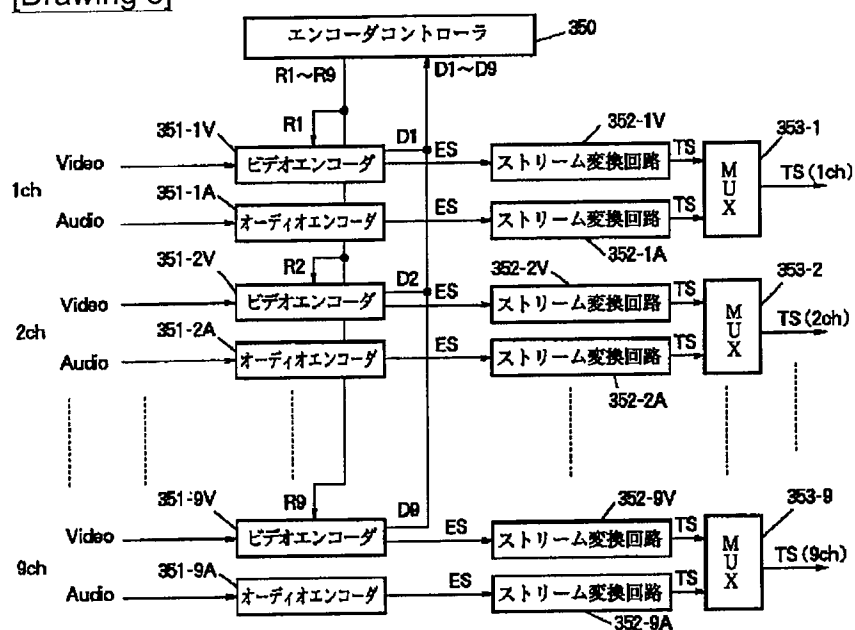 エンコーダコントローラ
350
R1～R9
D1～D9
351-1V
R1
D1
352-1V
353-1
Video
ビデオエンコーダ
ES
ストリーム変換回路
TS
MUX
TS(1ch)
1ch
351-1A
Audio
オーディオエンコーダ
ES
ストリーム変換回路
TS
352-1A
351-2V
R2
D2
352-2V
353-2
Video
ビデオエンコーダ
ES
ストリーム変換回路
TS
MUX
TS(2ch)
2ch
351-2A
Audio
オーディオエンコーダ
ES
ストリーム変換回路
TS
352-2A
351-9V
R9
D9
352-9V
353-9
Video
ビデオエンコーダ
ES
ストリーム変換回路
TS
MUX
TS(9ch)
9ch
351-9A
Audio
オーディオエンコーダ
ES
ストリーム変換回路
TS
352-9A